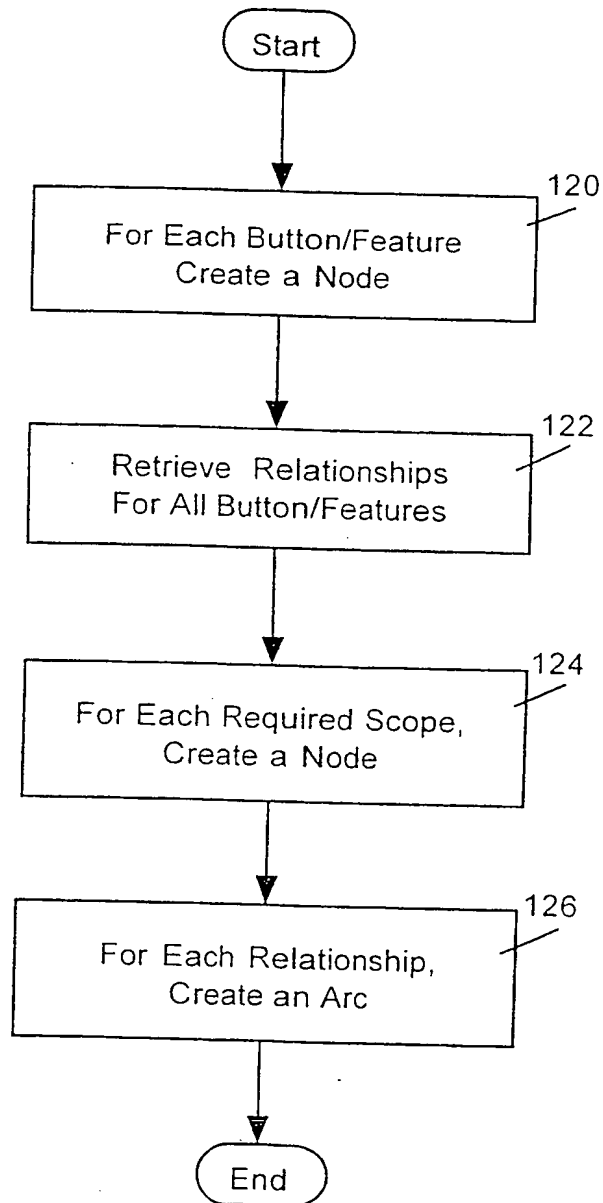 Start
120
For Each Button/Feature
Create a Node
122
Retrieve Relationships
For All Button/Features
124
For Each Required Scope,
Create a Node
126
For Each Relationship,
Create an Arc
End